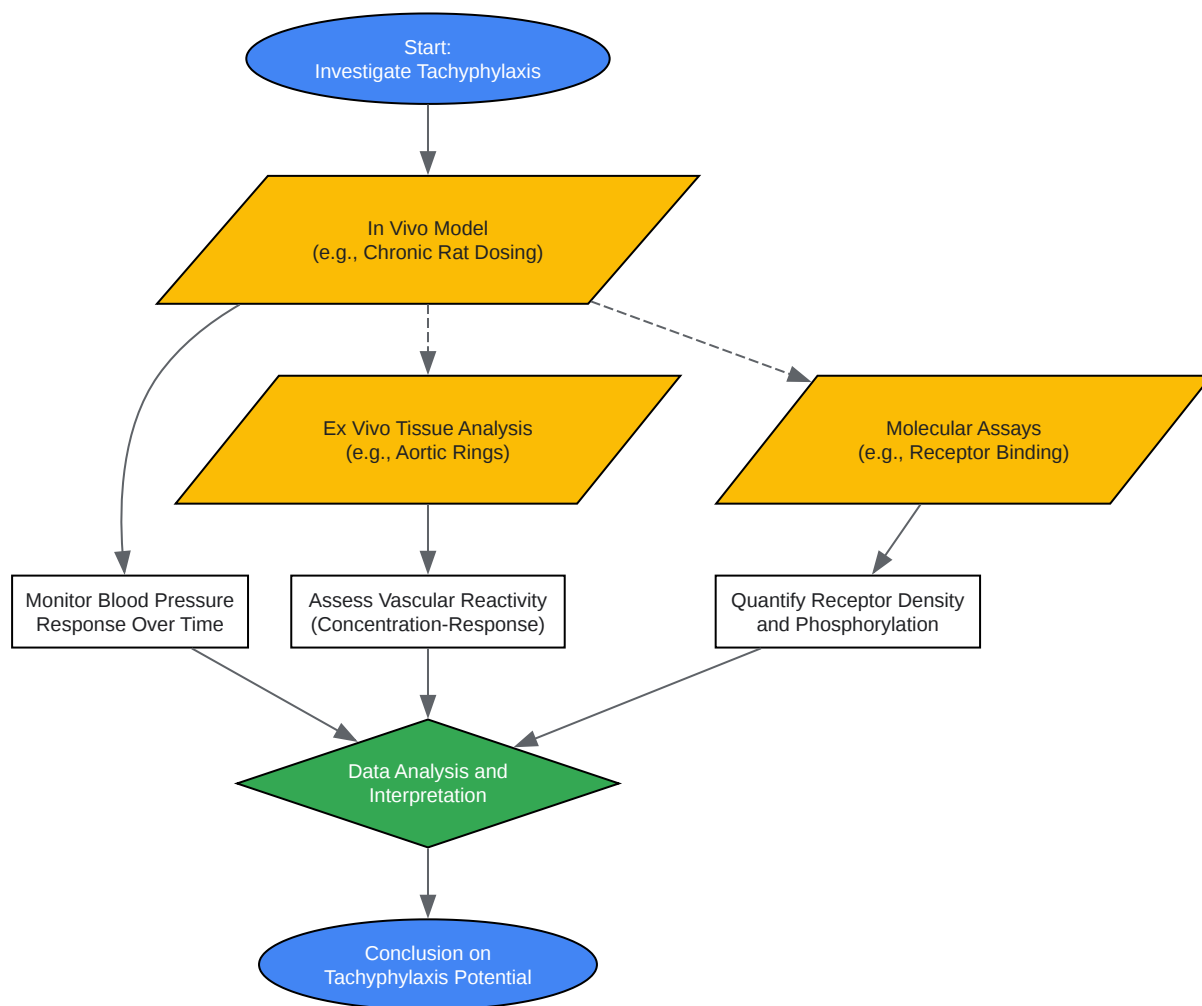 Start:
Investigate Tachyphylaxis
In Vivo Model
(e.g., Chronic Rat Dosing)
Ex Vivo Tissue Analysis
(e.g., Aortic Rings)
Molecular Assays
(e.g., Receptor Binding)
Monitor Blood Pressure
Response Over Time
Assess Vascular Reactivity
(Concentration-Response)
Quantify Receptor Density
and Phosphorylation
Data Analysis and
Interpretation
Conclusion on
Tachyphylaxis Potential